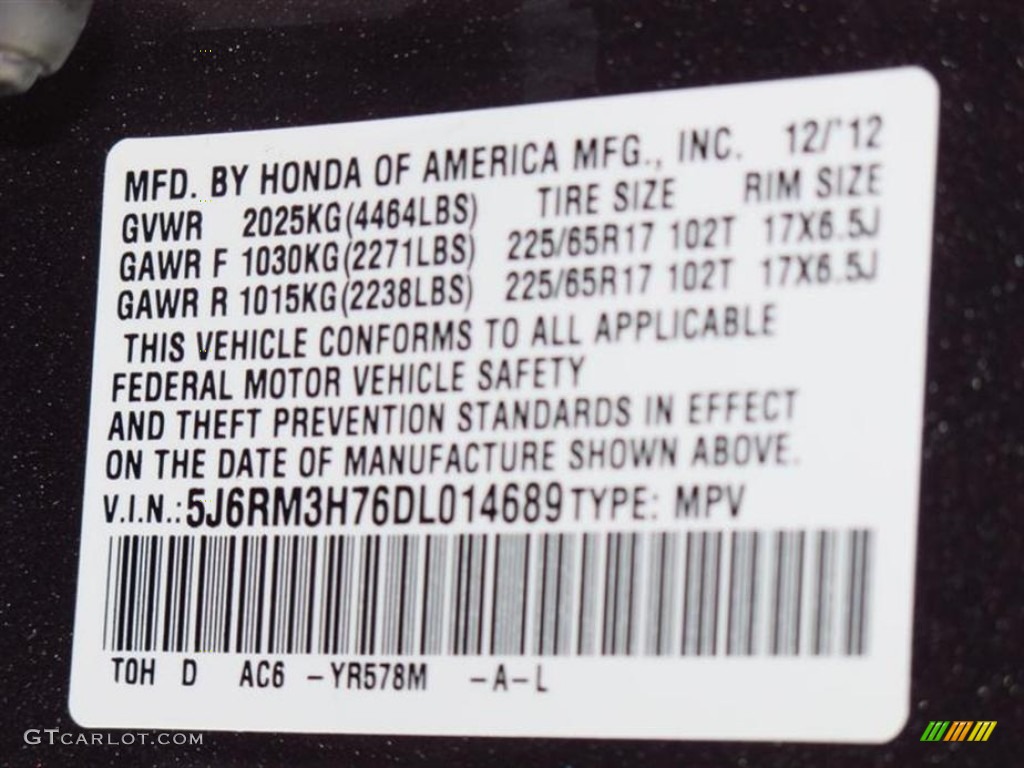 MFD. BY HONDA OF AMERICA MFG., INC. 12/'12
GVWR 2025KG(4464LBS) TIRE SIZE RIM SIZE
GAWR F 1030KG(2271LBS) 225/65R17 102T 17X6.5J
GAWR R 1015KG(2238LBS) 225/65R17 102T 17X6.5J
THIS VEHICLE CONFORMS TO ALL APPLICABLE
FEDERAL MOTOR VEHICLE SAFETY
AND THEFT PREVENTION STANDARDS IN EFFECT
ON THE DATE OF MANUFACTURE SHOWN ABOVE.
V.I.N.: 5J6RM3H76DL014689 TYPE: MPV
TOH D AC6 -YR578M -A-L
GTCARLOT.COM